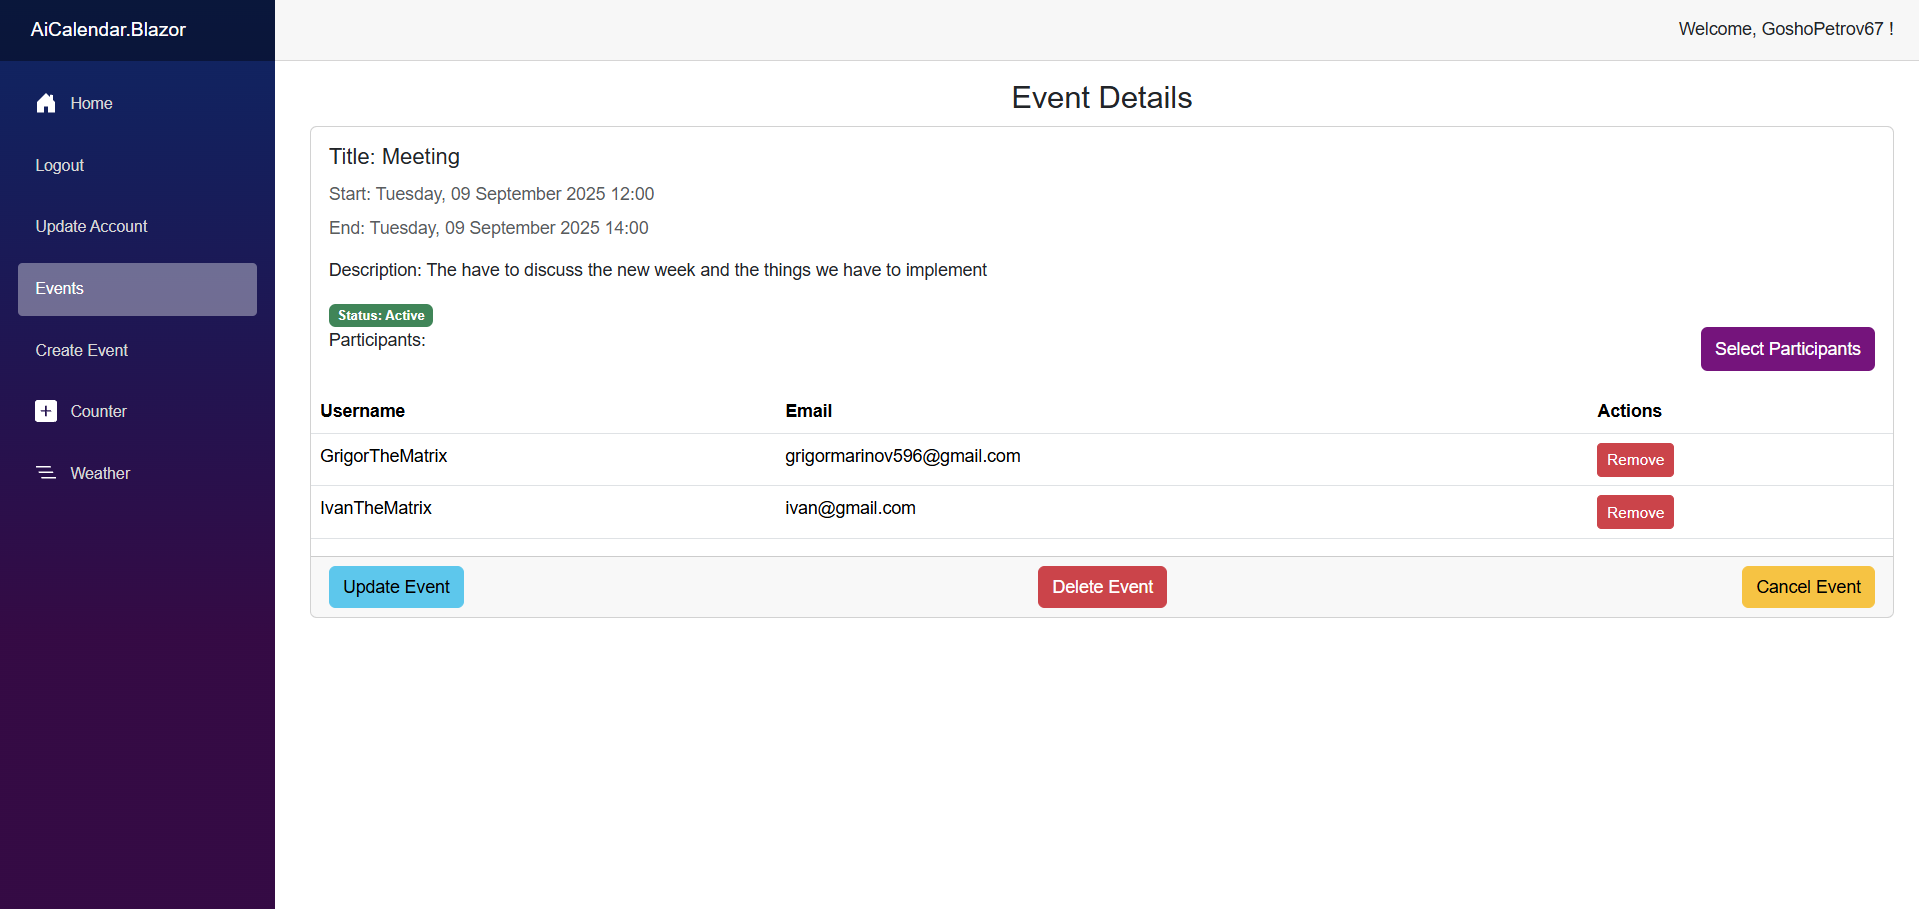 AiCalendar.Blazor
Welcome, GoshoPetrov67 !
Home
Logout
Update Account
Events
Create Event
Counter
Weather
Event Details
Title: Meeting
Start: Tuesday, 09 September 2025 12:00
End: Tuesday, 09 September 2025 14:00
Description: The have to discuss the new week and the things we have to implement
Status: Active
Participants:
Select Participants
Username Email Actions
GrigorTheMatrix grigormarinov596@gmail.com Remove
IvanTheMatrix ivan@gmail.com Remove
Update Event Delete Event Cancel Event